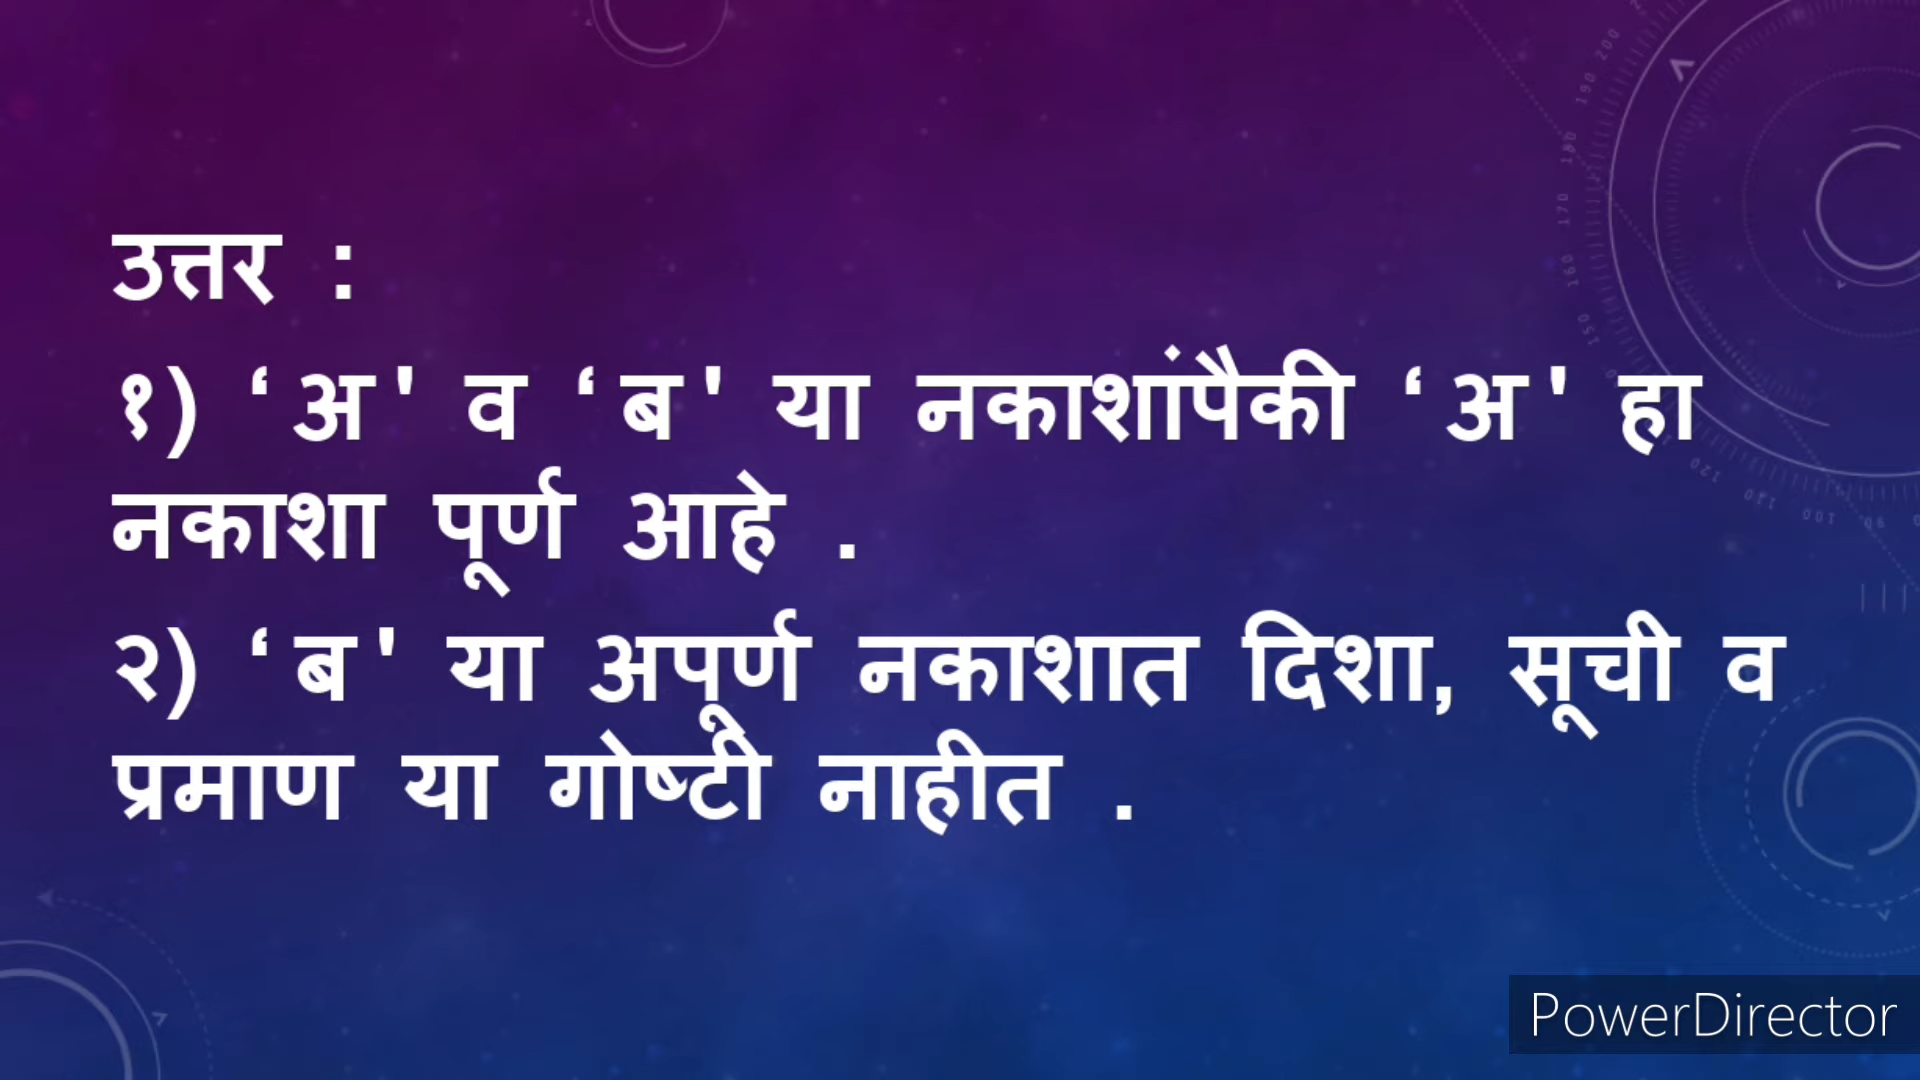 उत्तर :
१) ‘अ' व ‘ब' या नकाशांपैकी ‘अ' हा
नकाशा पूर्ण आहे .
२) ‘ब' या अपूर्ण नकाशात दिशा, सूची व
प्रमाण या गोष्टी नाहीत .
PowerDirector